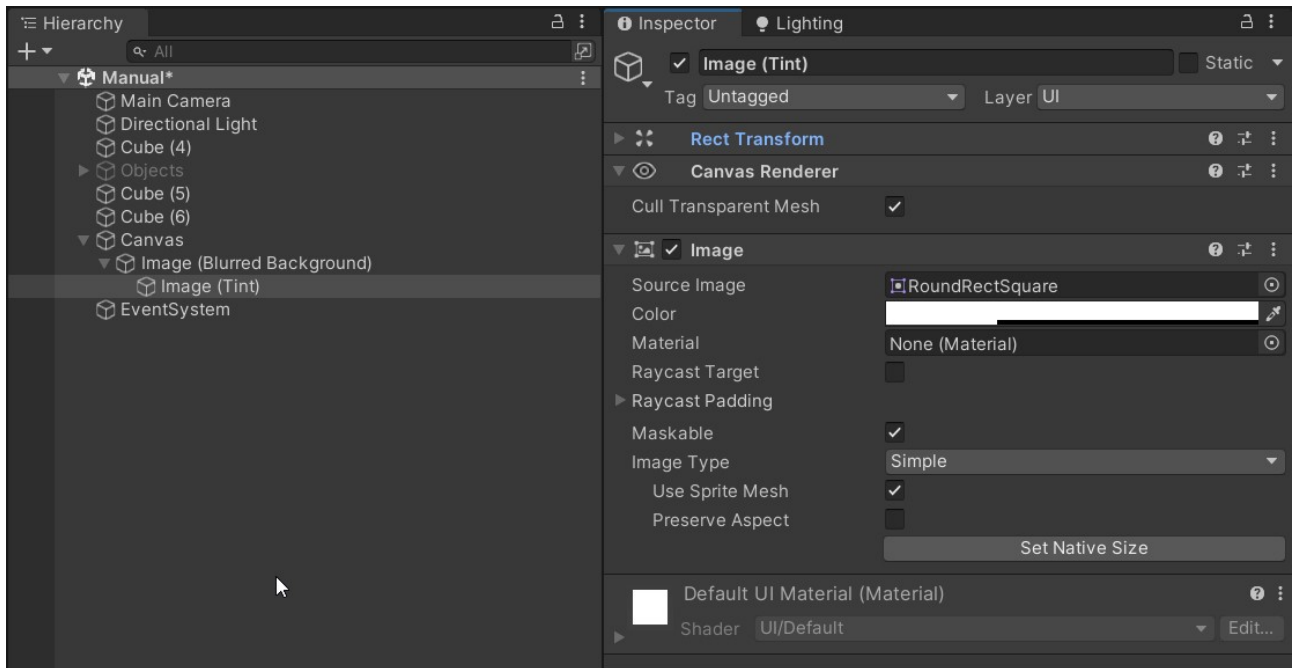 Hierarchy
All
Manual*
Main Camera
Directional Light
Cube (4)
Objects
Cube (5)
Cube (6)
Canvas
Image (Blurred Background)
Image (Tint)
EventSystem
Inspector
Lighting
Image (Tint)
Static
Tag Untagged
Layer UI
Rect Transform
Canvas Renderer
Cull Transparent Mesh
Image
Source Image RoundRectSquare
Color
Material None (Material)
Raycast Target
Raycast Padding
Maskable
Image Type Simple
Use Sprite Mesh
Preserve Aspect
Set Native Size
Default UI Material (Material)
Shader UI/Default Edit...